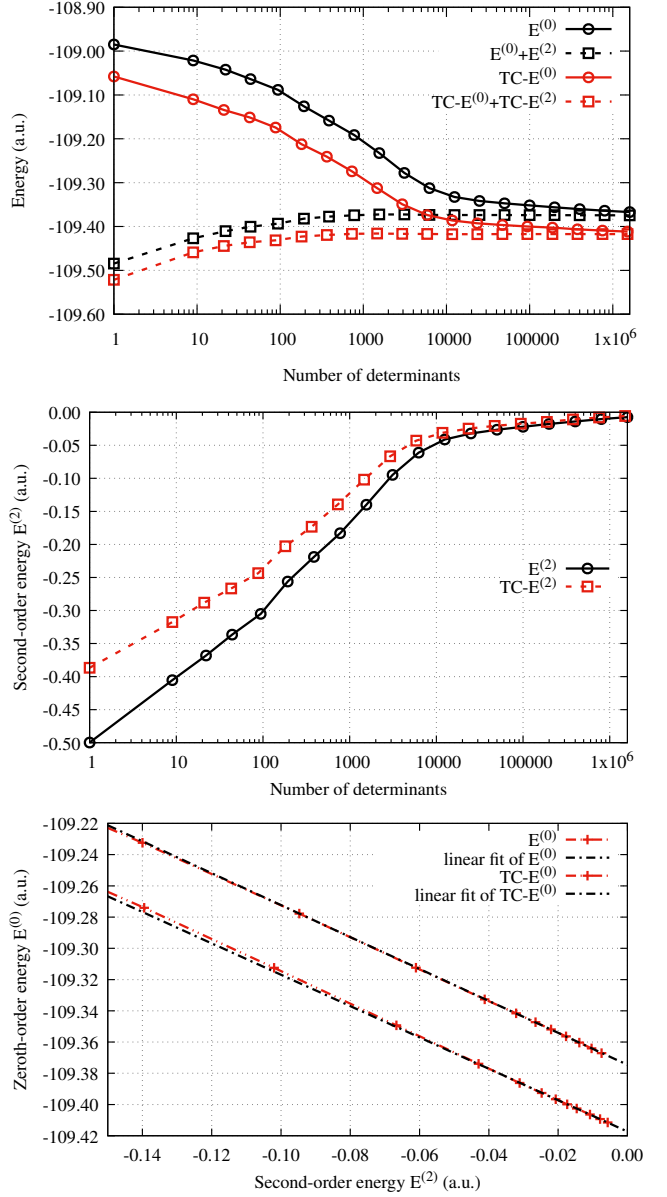 -108.90
-109.00
-109.10
-109.20
-109.30
-109.40
-109.50
-109.60
Energy (a.u.)
E⁽⁰⁾
E⁽⁰⁾+E⁽²⁾
TC-E⁽⁰⁾
TC-E⁽⁰⁾+TC-E⁽²⁾
1 10 100 1000 10000 100000 1x10⁶
Number of determinants
0.00
-0.05
-0.10
-0.15
-0.20
-0.25
-0.30
-0.35
-0.40
-0.45
-0.50
Second-order energy E⁽²⁾ (a.u.)
E⁽²⁾
TC-E⁽²⁾
1 10 100 1000 10000 100000 1x10⁶
Number of determinants
-109.22
-109.24
-109.26
-109.28
-109.30
-109.32
-109.34
-109.36
-109.38
-109.40
-109.42
Zeroth-order energy E⁽⁰⁾ (a.u.)
E⁽⁰⁾
linear fit of E⁽⁰⁾
TC-E⁽⁰⁾
linear fit of TC-E⁽⁰⁾
-0.14 -0.12 -0.10 -0.08 -0.06 -0.04 -0.02 0.00
Second-order energy E⁽²⁾ (a.u.)